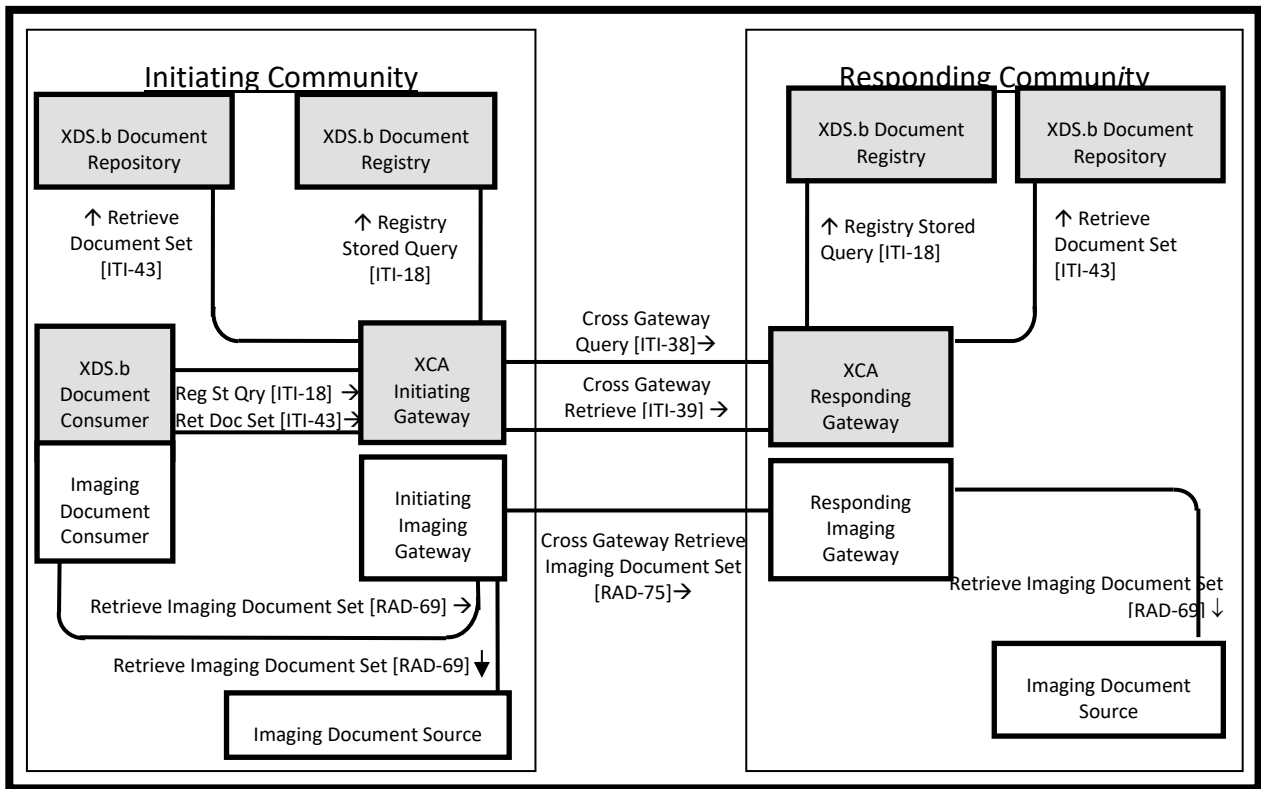 Initiating Community
Responding Community
XDS.b Document
Repository
XDS.b Document
Registry
XDS.b Document
Registry
XDS.b Document
Repository
↑ Retrieve
Document Set
[ITI-43]
↑ Registry
Stored Query
[ITI-18]
↑ Registry Stored
Query [ITI-18]
↑ Retrieve
Document Set
[ITI-43]
XDS.b
Document
Consumer
Reg St Qry [ITI-18] →
Ret Doc Set [ITI-43]→
XCA
Initiating
Gateway
Cross Gateway
Query [ITI-38]→
Cross Gateway
Retrieve [ITI-39] →
XCA
Responding
Gateway
Imaging
Document
Consumer
Initiating
Imaging
Gateway
Cross Gateway Retrieve
Imaging Document Set
[RAD-75]→
Responding
Imaging
Gateway
Retrieve Imaging Document Set
[RAD-69] ↓
Retrieve Imaging Document Set [RAD-69] →
Retrieve Imaging Document Set [RAD-69] ↓
Imaging Document Source
Imaging Document
Source